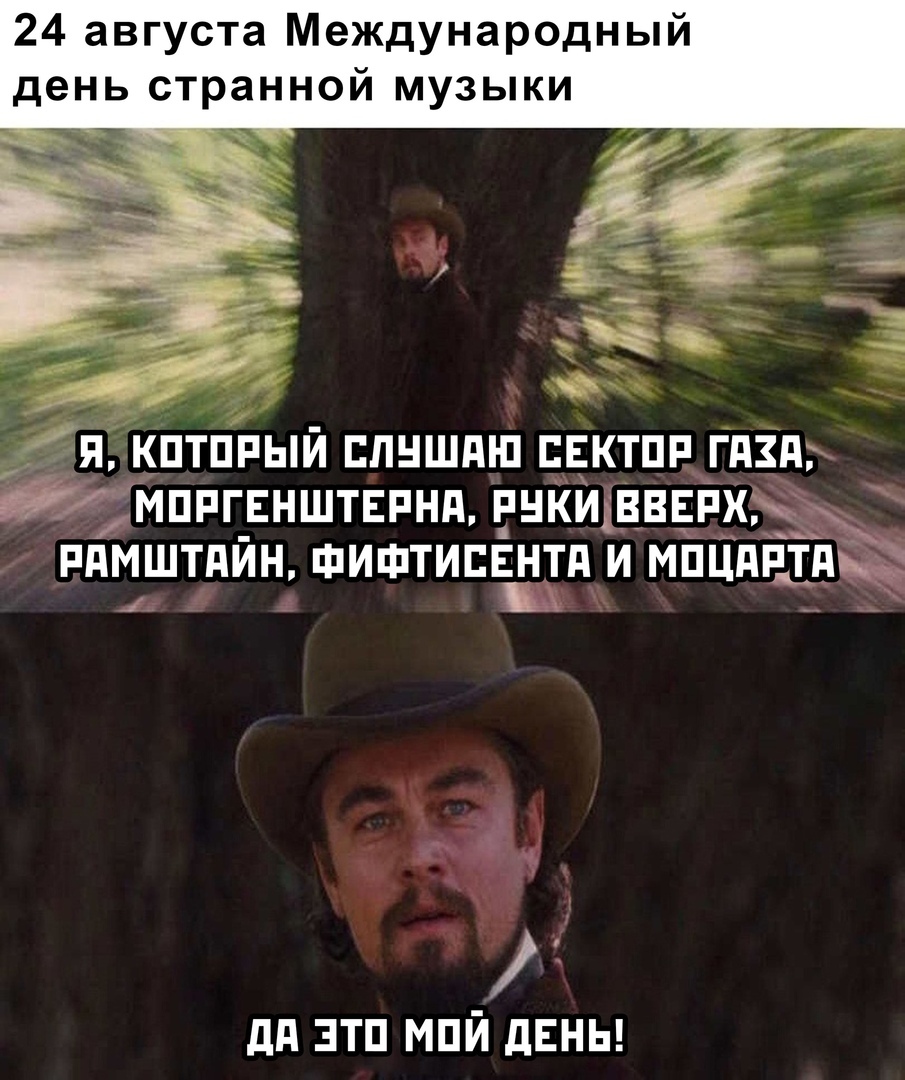 24 августа Международный
день странной музыки
Я, КОТОРЫЙ СЛУШАЮ СЕКТОР ГАЗА,
МОРГЕНШТЕРНА, РУКИ ВВЕРХ,
РАМШТАЙН, ФИФТИСЕНТА И МОЦАРТА
ДА ЭТО МОЙ ДЕНЬ!